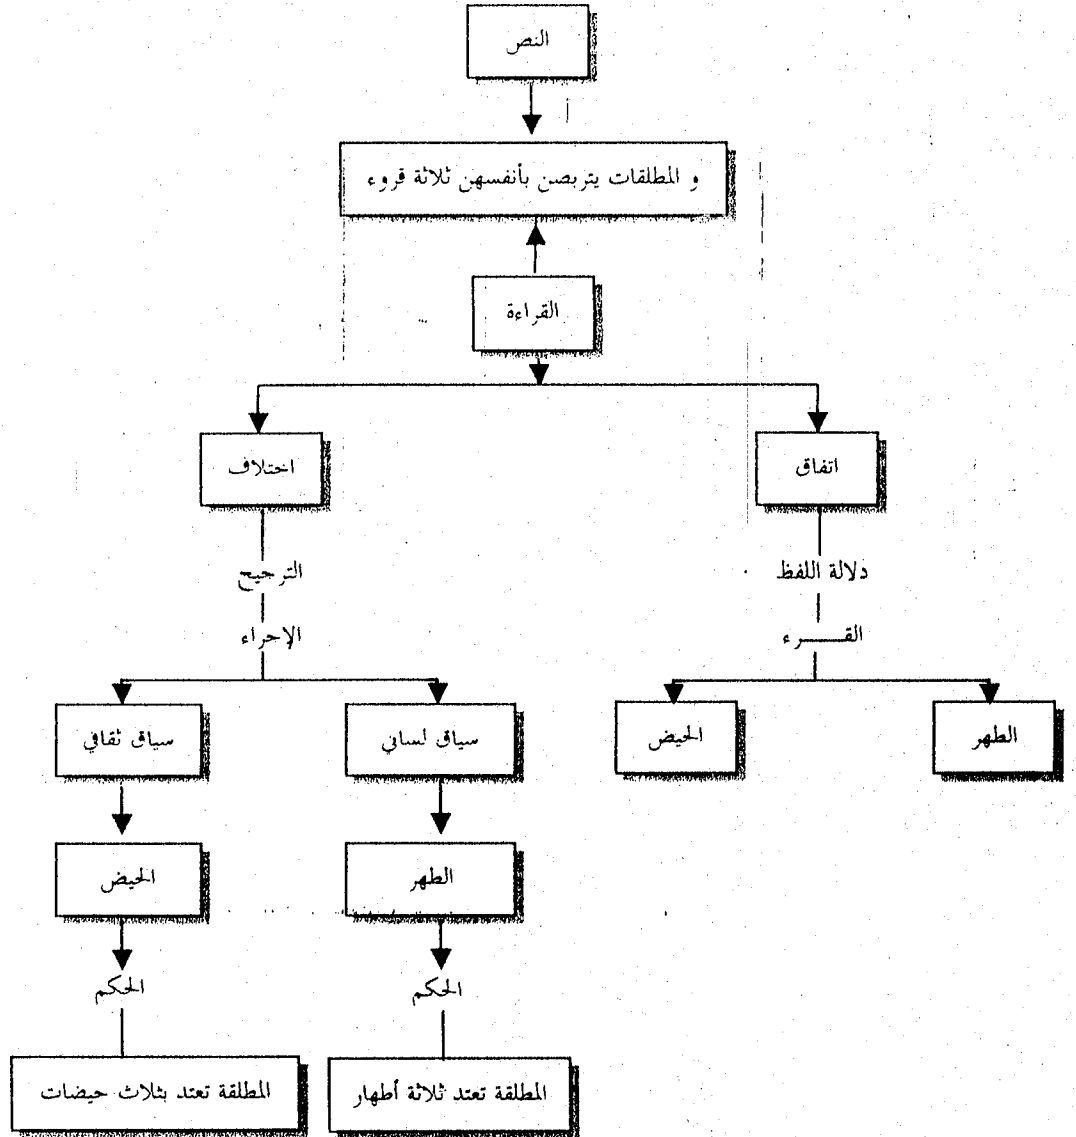 النص
و المطلقات يتربصن بأنفسهن ثلاثة قروء
القراءة
اتفاق
اختلاف
دلالة اللفظ
الترجيح
القـــــرء
الإجراء
الطهر
الحيض
سياق لساني
سياق ثقافي
الطهر
الحيض
الحكم
الحكم
المطلقة تعتد ثلاثة أطهار
المطلقة تعتد بثلاث حيضات